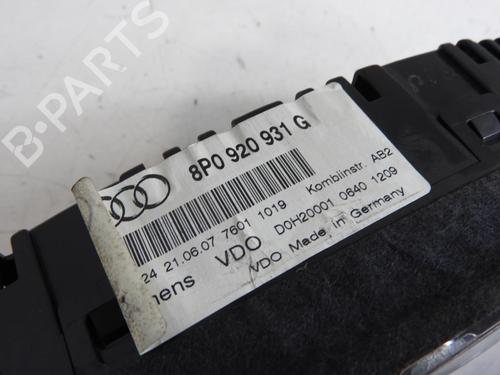 8P0 920 931 G
24 21.06.07 7601 1019 Kombiinstr. AB2
VDO D0H20001 0640 1209
VDO Made in Germany
B-PARTS